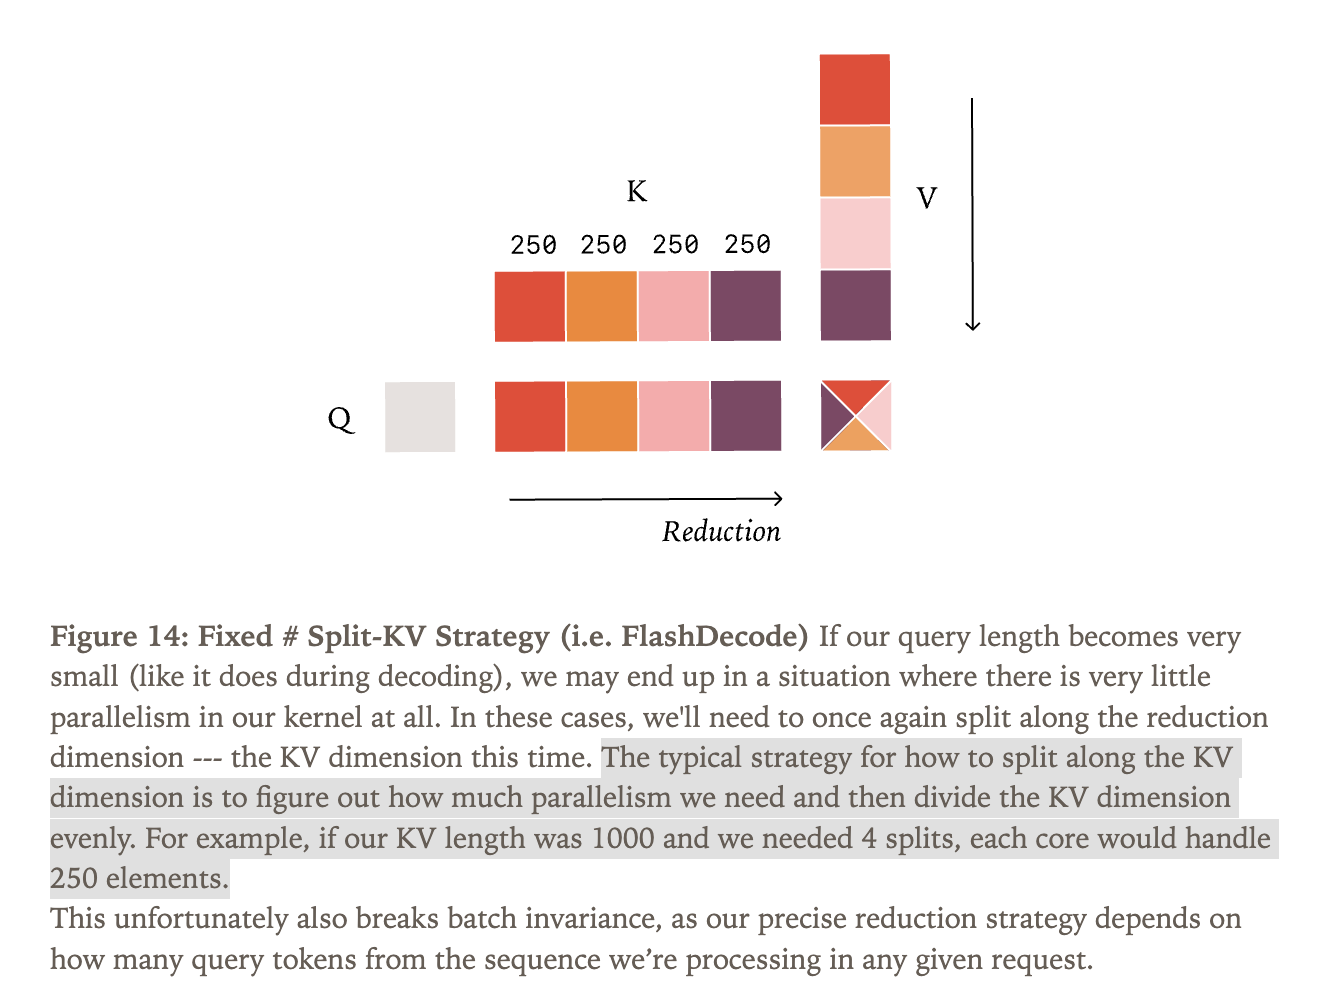 K
V
250 250 250 250
Q
Reduction
Figure 14: Fixed # Split-KV Strategy (i.e. FlashDecode) If our query length becomes very
small (like it does during decoding), we may end up in a situation where there is very little
parallelism in our kernel at all. In these cases, we'll need to once again split along the reduction
dimension --- the KV dimension this time. The typical strategy for how to split along the KV
dimension is to figure out how much parallelism we need and then divide the KV dimension
evenly. For example, if our KV length was 1000 and we needed 4 splits, each core would handle
250 elements.
This unfortunately also breaks batch invariance, as our precise reduction strategy depends on
how many query tokens from the sequence we’re processing in any given request.